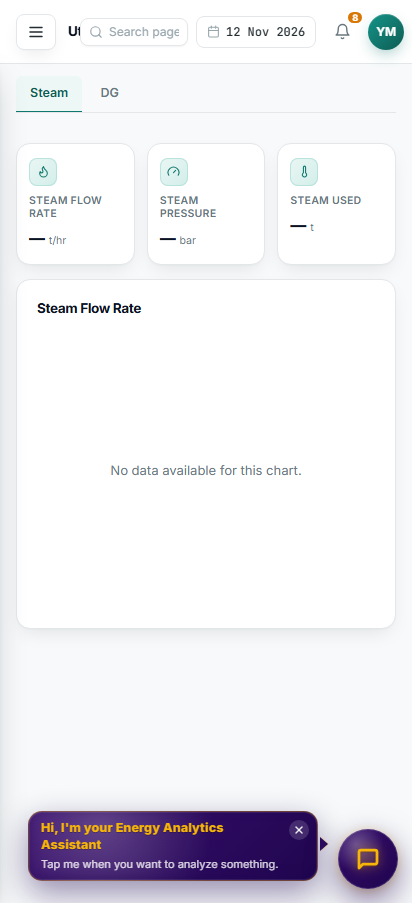 Ut
Search page
12 Nov 2026
8
YM
Steam
DG
STEAM FLOW
RATE
— t/hr
STEAM
PRESSURE
— bar
STEAM USED
— t
Steam Flow Rate
No data available for this chart.
Hi, I'm your Energy Analytics
Assistant
Tap me when you want to analyze something.